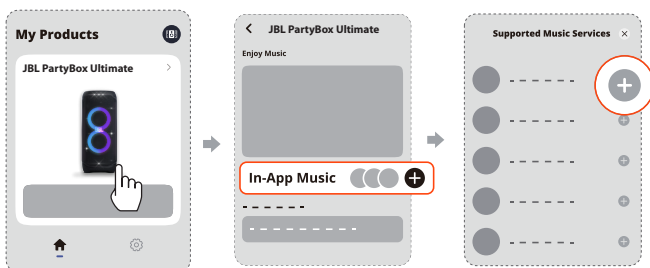 My Products
JBL PartyBox Ultimate
JBL PartyBox Ultimate
Enjoy Music
In-App Music
Supported Music Services